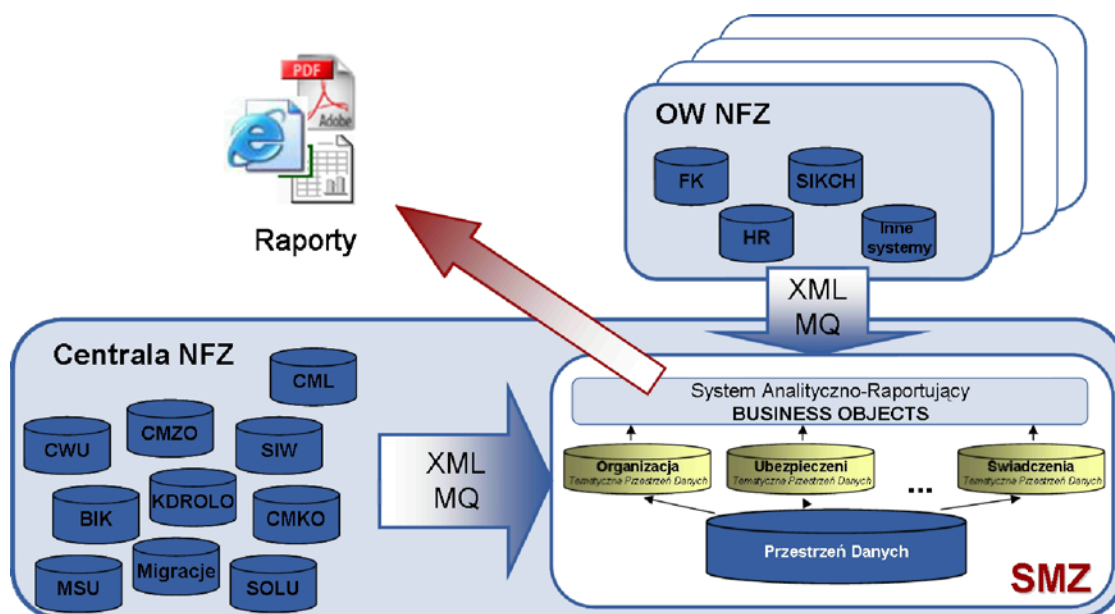 PDF
Adobe
Raporty
OW NFZ
FK
SIKCH
HR
Inne
systemy
XML
MQ
Centrala NFZ
CML
CWU
CMZO
SIW
BIK
KDROLO
CMKO
MSU
Migracje
SOLU
XML
MQ
System Analityczno-Raportujący
BUSINESS OBJECTS
Organizacja
Tematyczna Przestrzeń Danych
Ubezpieczeni
Tematyczna Przestrzeń Danych
...
Świadczenia
Tematyczna Przestrzeń Danych
Przestrzeń Danych
SMZ